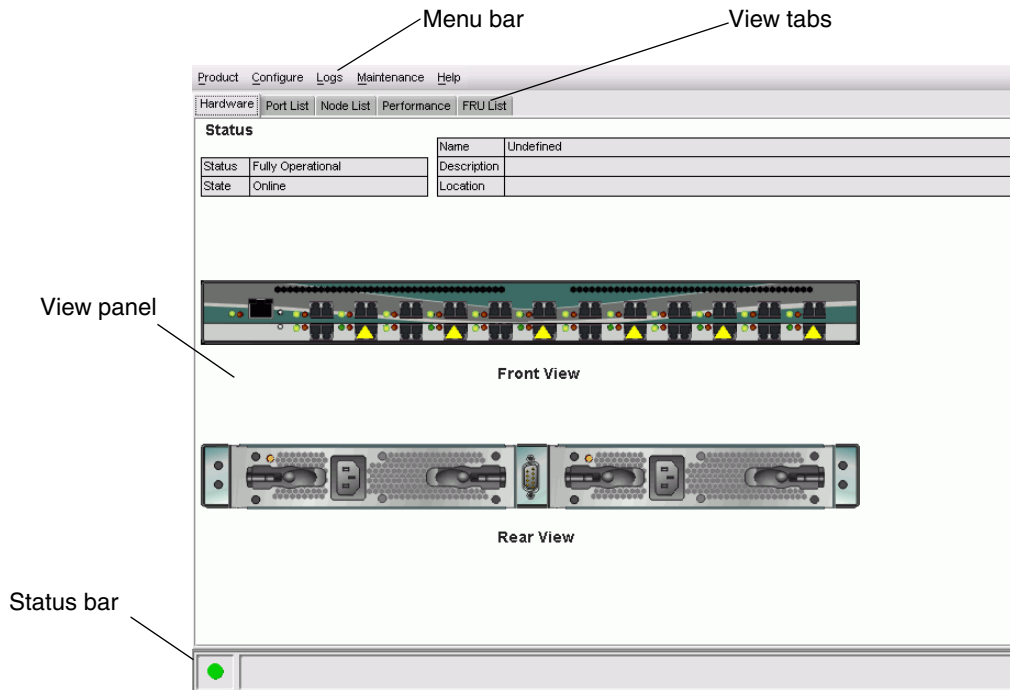 Menu bar
View tabs
Product Configure Logs Maintenance Help
Hardware Port List Node List Performance FRU List
Status
Name Undefined
Status Fully Operational
Description
State Online
Location
View panel
Front View
Rear View
Status bar